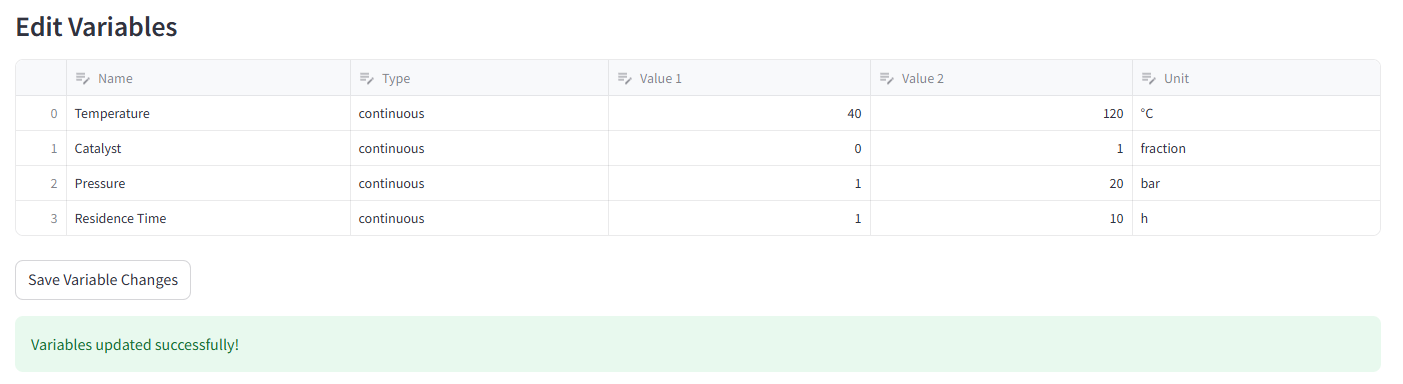 Edit Variables
Name Type Value 1 Value 2 Unit
0 Temperature continuous 40 120 °C
1 Catalyst continuous 0 1 fraction
2 Pressure continuous 1 20 bar
3 Residence Time continuous 1 10 h
Save Variable Changes
Variables updated successfully!